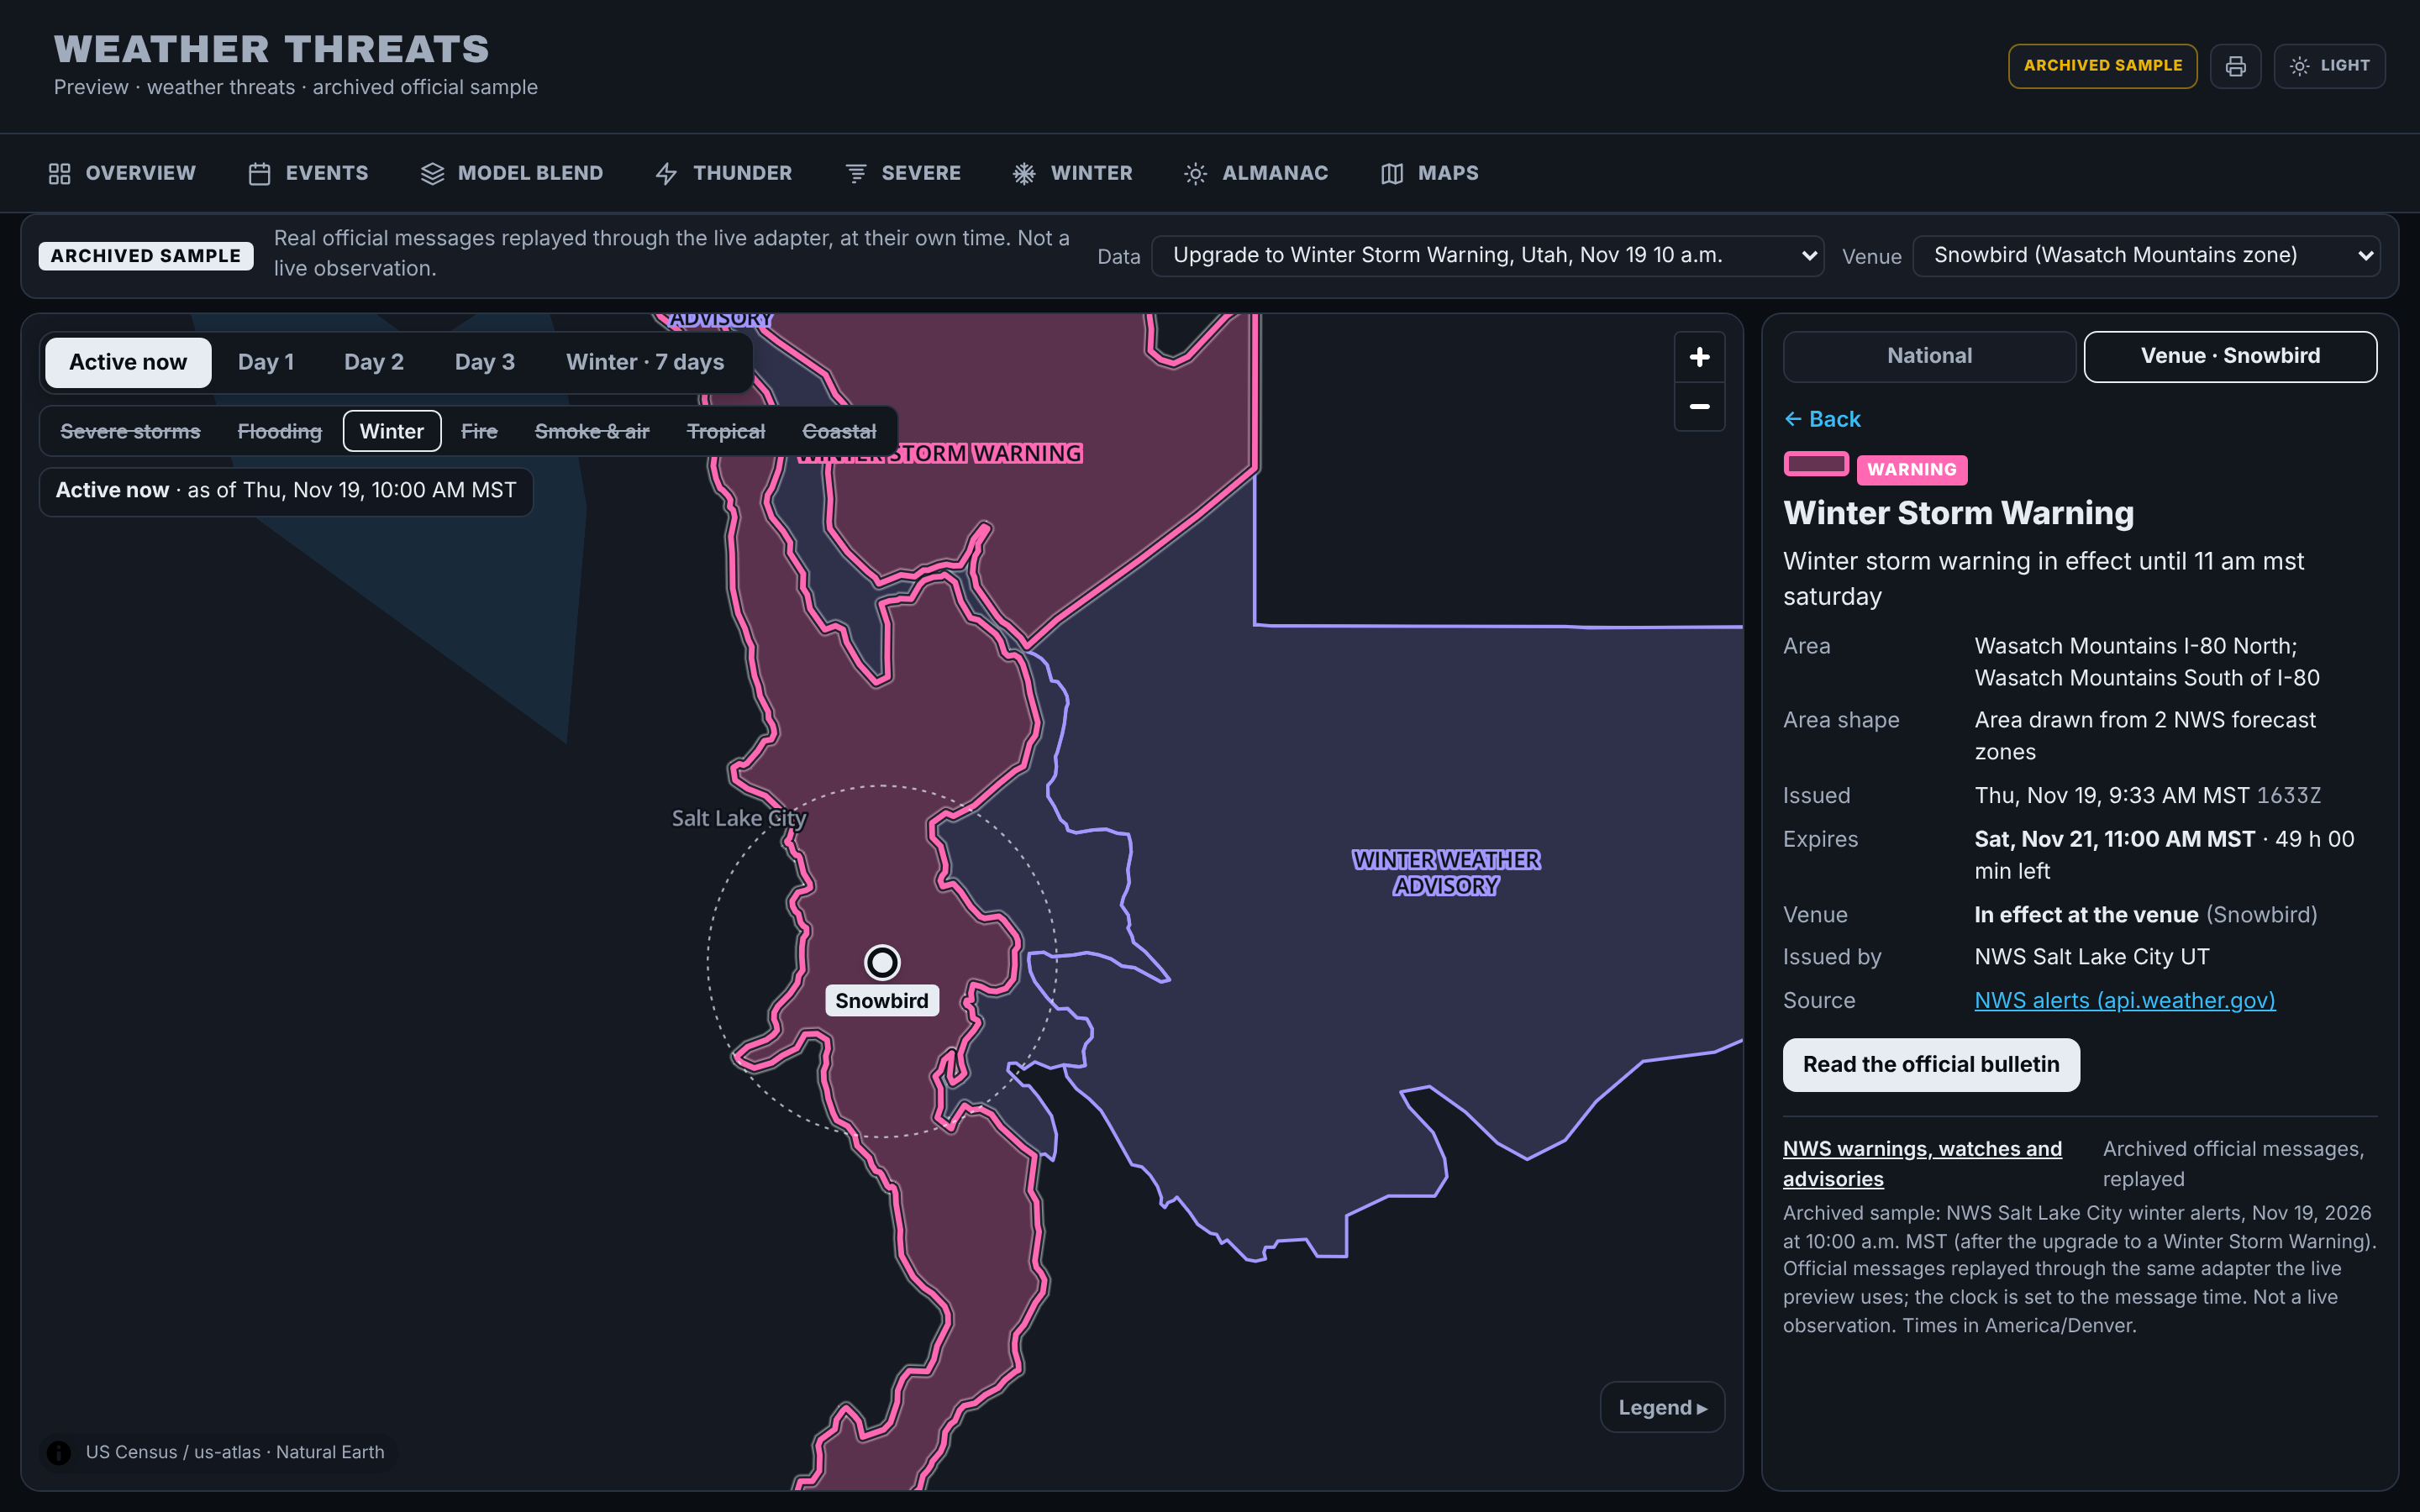 WEATHER THREATS
Preview · weather threats · archived official sample
ARCHIVED SAMPLE
LIGHT
OVERVIEW
EVENTS
MODEL BLEND
THUNDER
SEVERE
WINTER
ALMANAC
MAPS
ARCHIVED SAMPLE
Real official messages replayed through the live adapter, at their own time. Not a
live observation.
Data
Upgrade to Winter Storm Warning, Utah, Nov 19 10 a.m.
Venue
Snowbird (Wasatch Mountains zone)
ADVISORY
Active now
Day 1
Day 2
Day 3
Winter · 7 days
Severe storms
Flooding
Winter
Fire
Smoke & air
Tropical
Coastal
WINTER STORM WARNING
Active now · as of Thu, Nov 19, 10:00 AM MST
+
−
Salt Lake City
Snowbird
WINTER WEATHER
ADVISORY
Legend ▸
US Census / us-atlas · Natural Earth
National
Venue · Snowbird
← Back
WARNING
Winter Storm Warning
Winter storm warning in effect until 11 am mst
saturday
Area
Wasatch Mountains I-80 North;
Wasatch Mountains South of I-80
Area shape
Area drawn from 2 NWS forecast
zones
Issued
Thu, Nov 19, 9:33 AM MST 1633Z
Expires
Sat, Nov 21, 11:00 AM MST · 49 h 00
min left
Venue
In effect at the venue (Snowbird)
Issued by
NWS Salt Lake City UT
Source
NWS alerts (api.weather.gov)
Read the official bulletin
NWS warnings, watches and
advisories
Archived official messages,
replayed
Archived sample: NWS Salt Lake City winter alerts, Nov 19, 2026
at 10:00 a.m. MST (after the upgrade to a Winter Storm Warning).
Official messages replayed through the same adapter the live
preview uses; the clock is set to the message time. Not a live
observation. Times in America/Denver.